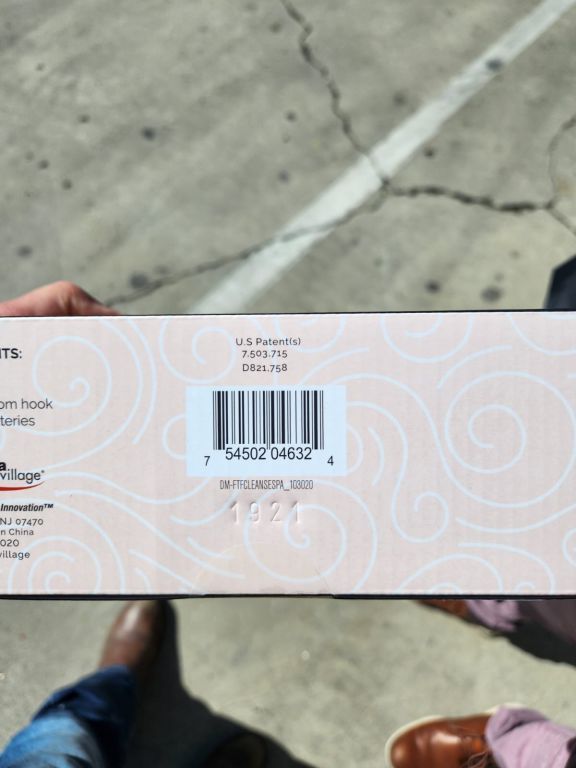 ITS:
om hook
teries
a
village®
Innovation™
NJ 07470
n China
020
village
U.S Patent(s)
7,503,715
D821,758
7 54502 04632 4
DM-FTFCLEANSESPA_103020
1921